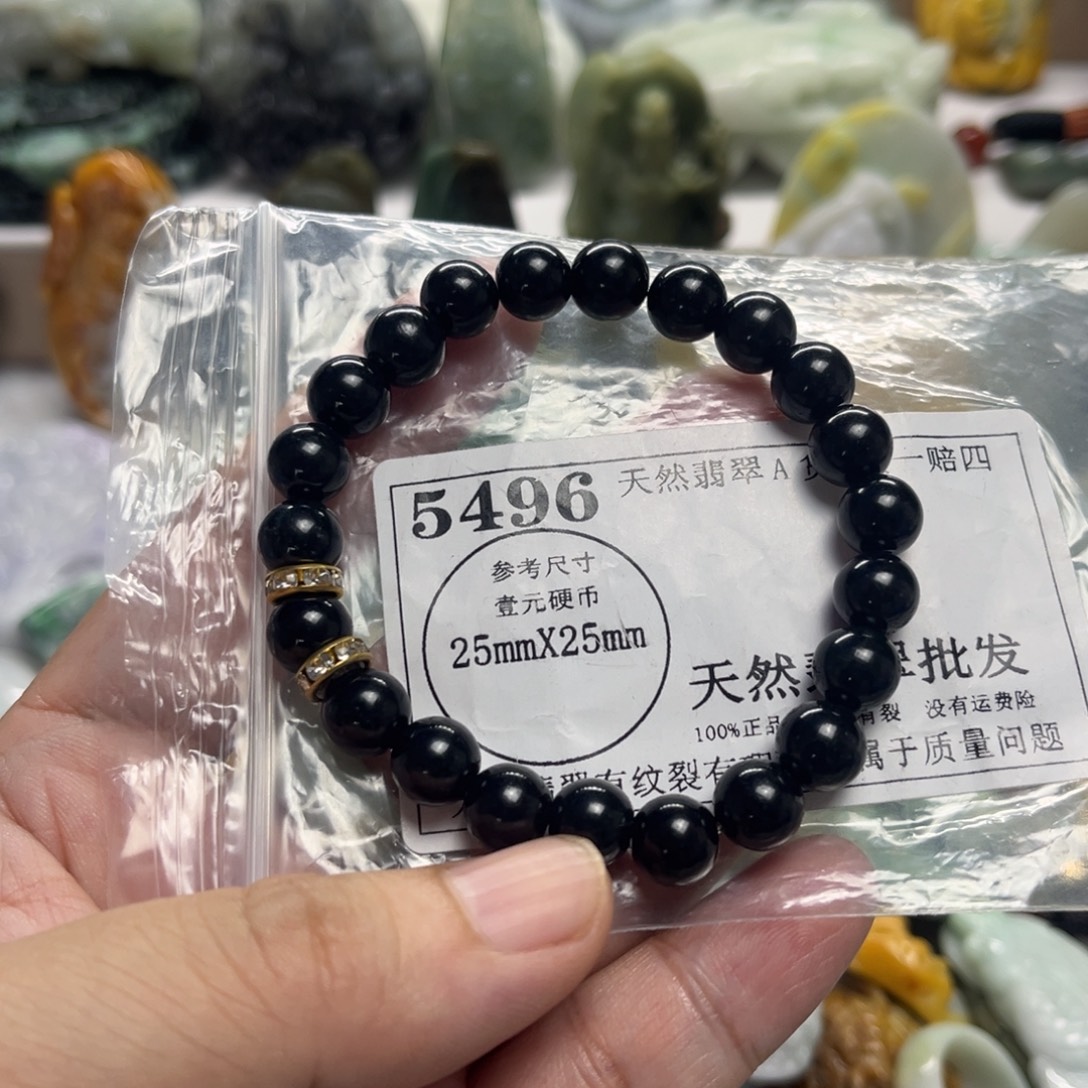 5496
天然翡翠A 一赔四
参考尺寸
壹元硬币
25mmX25mm
天然 批发
100%正品 有裂 没有运费险
有纹裂有 属于质量问题